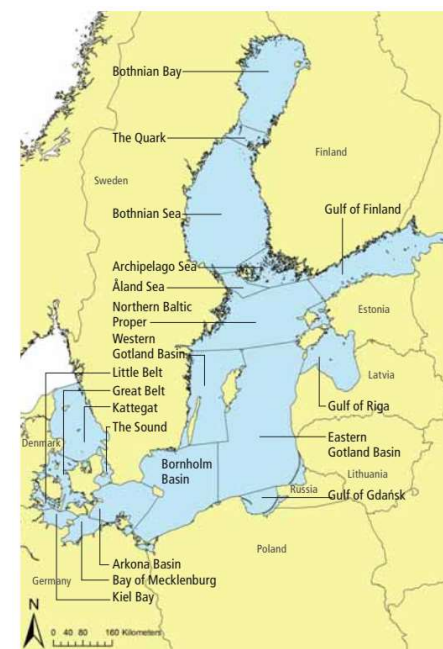 Bothnian Bay
The Quark
Finland
Sweden
Bothnian Sea
Gulf of Finland
Archipelago Sea
Åland Sea
Northern Baltic
Proper
Estonia
Western
Gotland Basin
Little Belt
Latvia
Great Belt
Kattegat
Gulf of Riga
The Sound
Denmark
Eastern
Gotland Basin
Bornholm
Basin
Lithuania
Russia
Gulf of Gdańsk
Poland
Arkona Basin
Germany
Bay of Mecklenburg
Kiel Bay
N
0 40 80 160 Kilometers